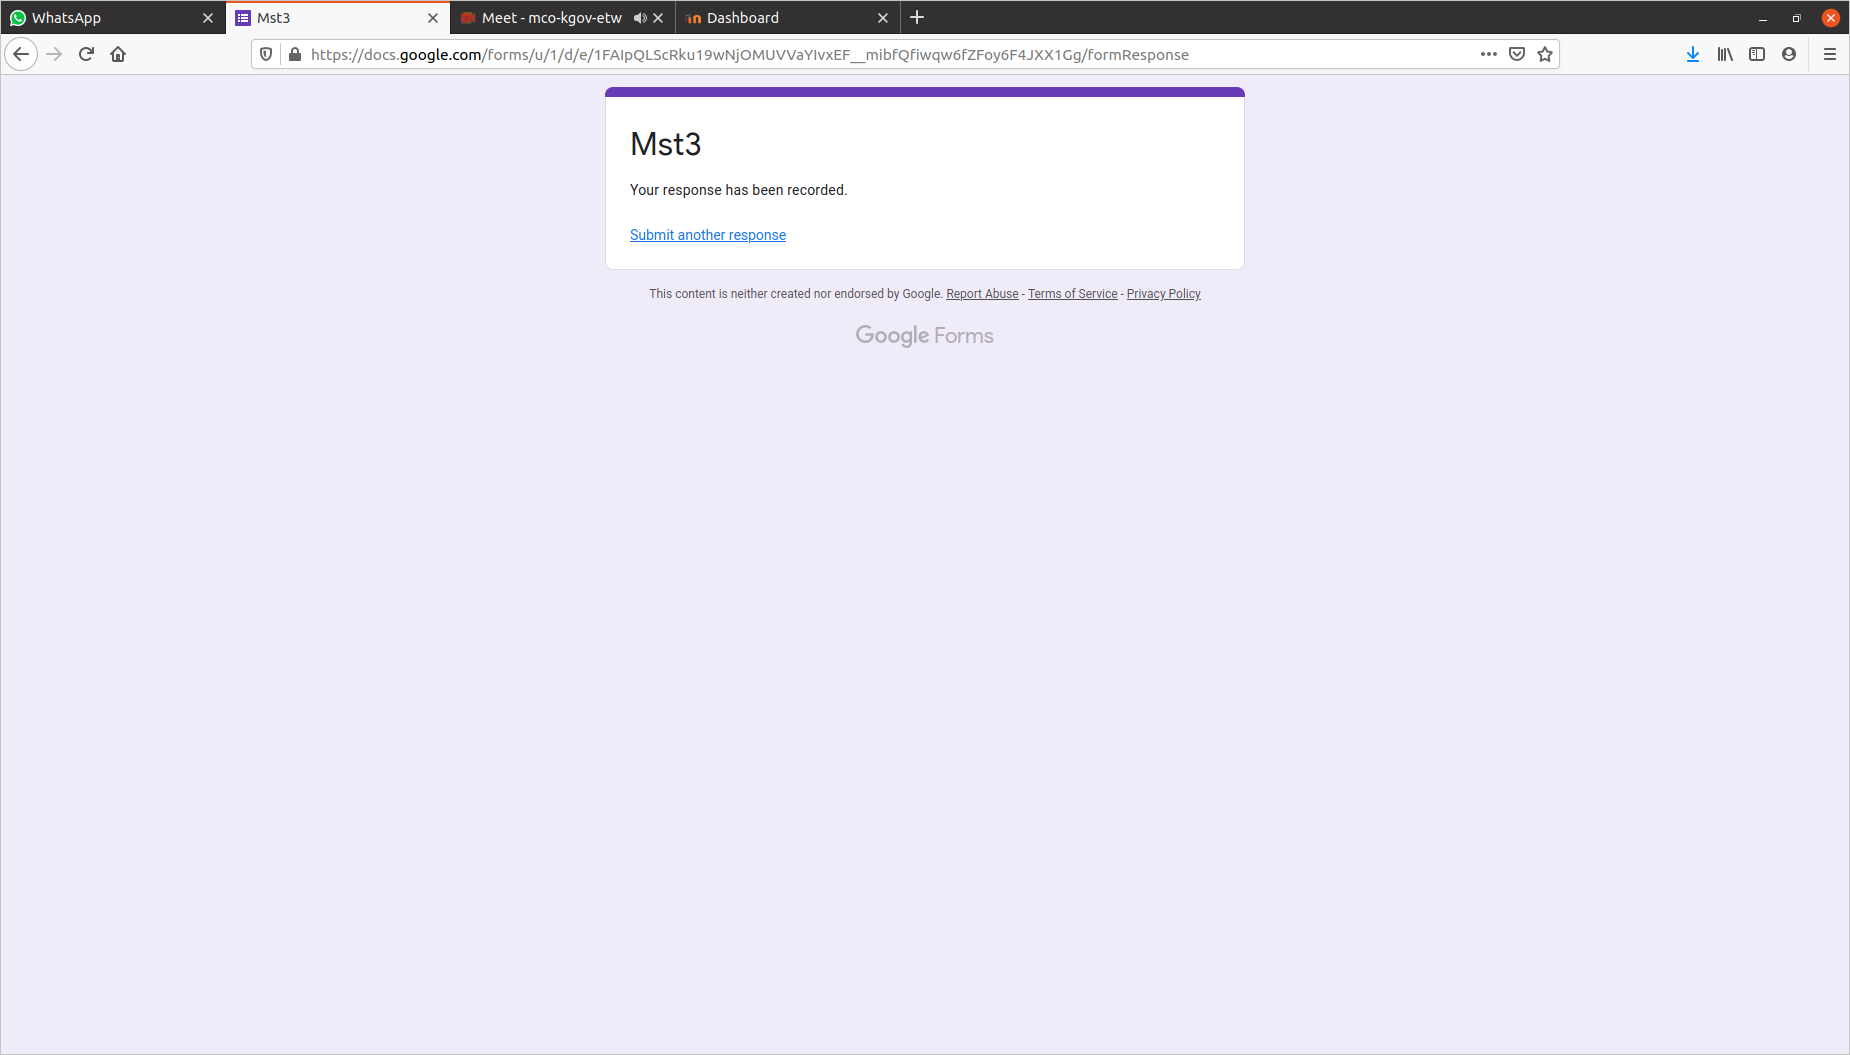 WhatsApp
Mst3
Meet - mco-kgov-etw
Dashboard
https://docs.google.com/forms/u/1/d/e/1FAIpQLScRku19wNjOMUVVaYIvxEF__mibfQfiwqw6fZFoy6F4JXX1Gg/formResponse
Mst3
Your response has been recorded.
Submit another response
This content is neither created nor endorsed by Google. Report Abuse - Terms of Service - Privacy Policy
Google Forms